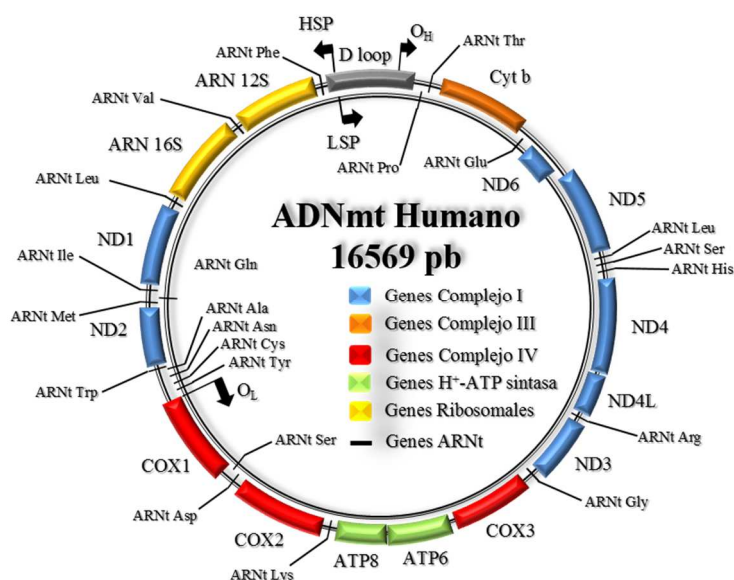 HSP
D loop
O_H
ARNt Phe
ARNt Thr
ARN 12S
Cyt b
ARNt Val
LSP
ARNt Pro
ARNt Glu
ARN 16S
ND6
ND5
ARNt Leu
ADNmt Humano
16569 pb
ND1
ARNt Leu
ARNt Ser
ARNt His
ARNt Ile
ARNt Gln
Genes Complejo I
ARNt Met
ND2
ARNt Ala
ARNt Asn
ARNt Cys
ARNt Tyr
Genes Complejo III
ND4
Genes Complejo IV
ARNt Trp
O_L
Genes H⁺-ATP sintasa
ND4L
Genes Ribosomales
ARNt Arg
Genes ARNt
ARNt Ser
COX1
ND3
ARNt Gly
ARNt Asp
COX2
COX3
ATP8
ATP6
ARNt Lys